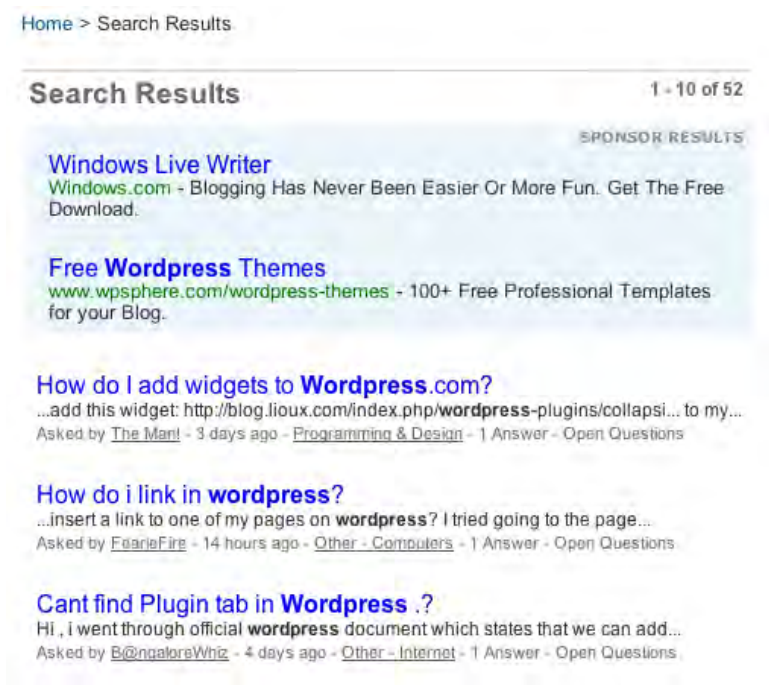 Home > Search Results
Search Results
1 - 10 of 52
SPONSOR RESULTS
Windows Live Writer
Windows.com - Blogging Has Never Been Easier Or More Fun. Get The Free
Download.
Free Wordpress Themes
www.wpsphere.com/wordpress-themes - 100+ Free Professional Templates
for your Blog.
How do I add widgets to Wordpress.com?
...add this widget: http://blog.lioux.com/index.php/wordpress-plugins/collapsi... to my...
Asked by The Man! - 3 days ago - Programming & Design - 1 Answer - Open Questions
How do i link in wordpress?
...insert a link to one of my pages on wordpress? I tried going to the page...
Asked by FearieFire - 14 hours ago - Other - Computers - 1 Answer - Open Questions
Cant find Plugin tab in Wordpress .?
Hi , i went through official wordpress document which states that we can add...
Asked by B@ngaloreWhiz - 4 days ago - Other - Internet - 1 Answer - Open Questions